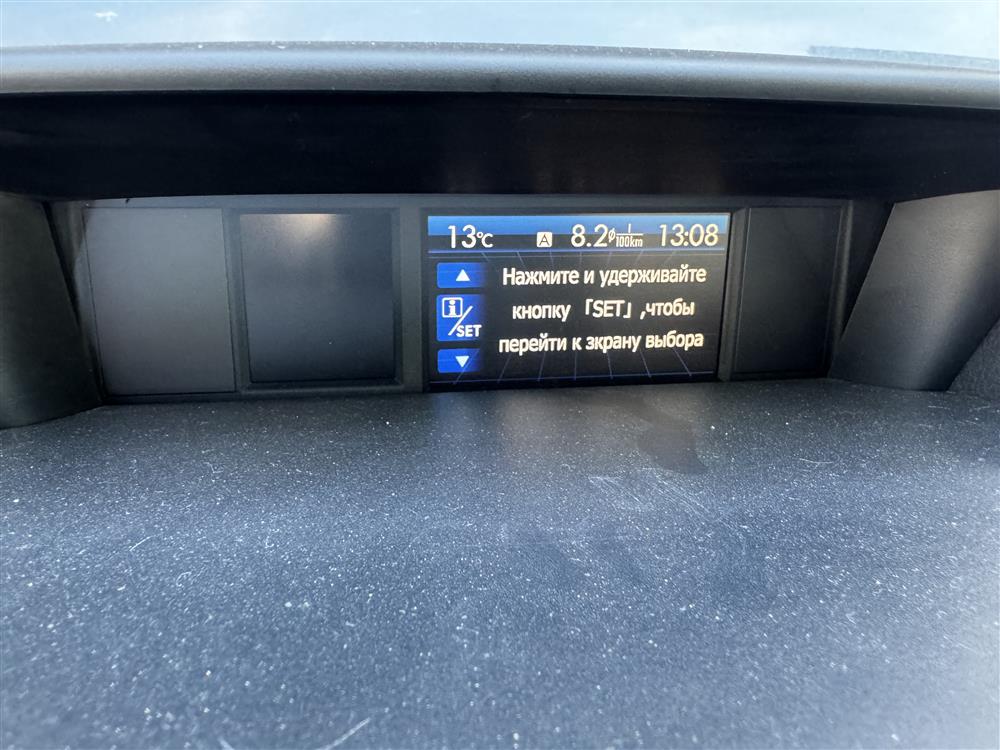 13°C A 8.2 ø l/100km 13:08
Нажмите и удерживайте
кнопку 「SET」,чтобы
i/SET
перейти к зкрану выбора